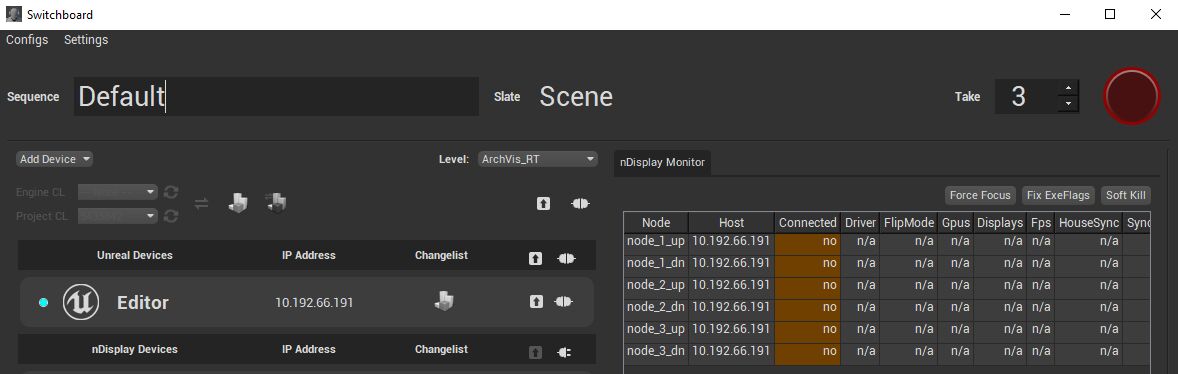 Switchboard
Configs Settings
Sequence Default Slate Scene Take 3
Add Device Level: ArchVis_RT
Engine CL
Project CL
Unreal Devices IP Address Changelist
Editor 10.192.66.191
nDisplay Devices IP Address Changelist
nDisplay Monitor
Force Focus Fix ExeFlags Soft Kill
Node Host Connected Driver FlipMode Gpus Displays Fps HouseSync Sync
node_1_up 10.192.66.191 no n/a n/a n/a n/a n/a n/a
node_1_dn 10.192.66.191 no n/a n/a n/a n/a n/a n/a
node_2_up 10.192.66.191 no n/a n/a n/a n/a n/a n/a
node_2_dn 10.192.66.191 no n/a n/a n/a n/a n/a n/a
node_3_up 10.192.66.191 no n/a n/a n/a n/a n/a n/a
node_3_dn 10.192.66.191 no n/a n/a n/a n/a n/a n/a